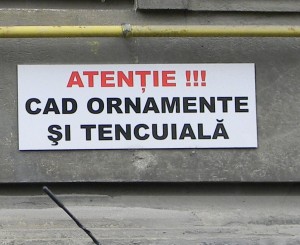 ATENȚIE !!!
CAD ORNAMENTE
ŞI TENCUIALĂ